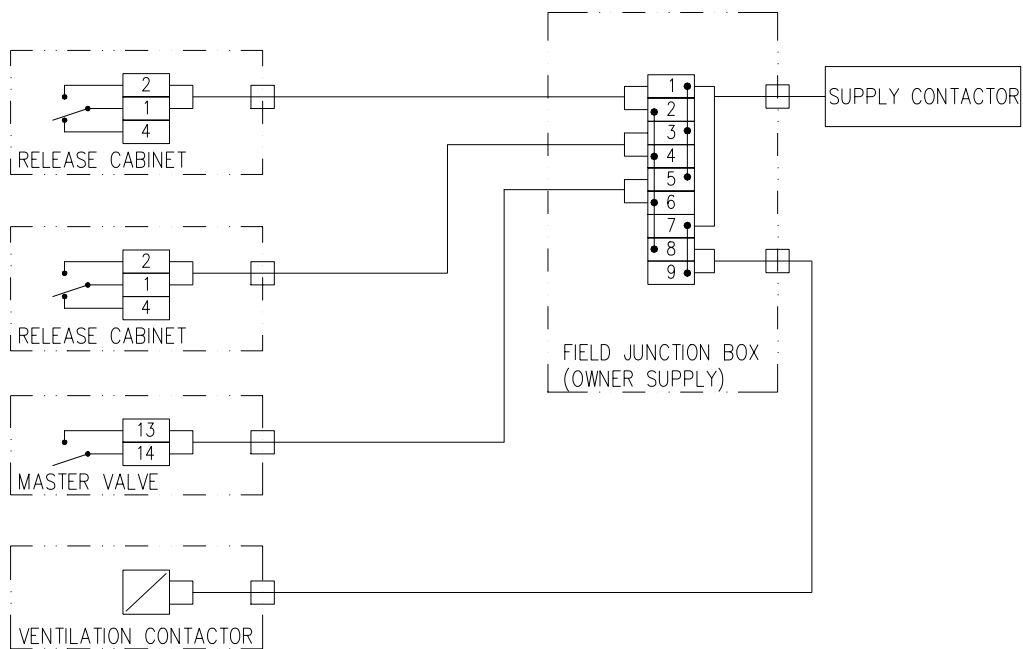 2
1
4
RELEASE CABINET
2
1
4
RELEASE CABINET
13
14
MASTER VALVE
VENTILATION CONTACTOR
1
2
3
4
5
6
7
8
9
FIELD JUNCTION BOX
(OWNER SUPPLY)
SUPPLY CONTACTOR